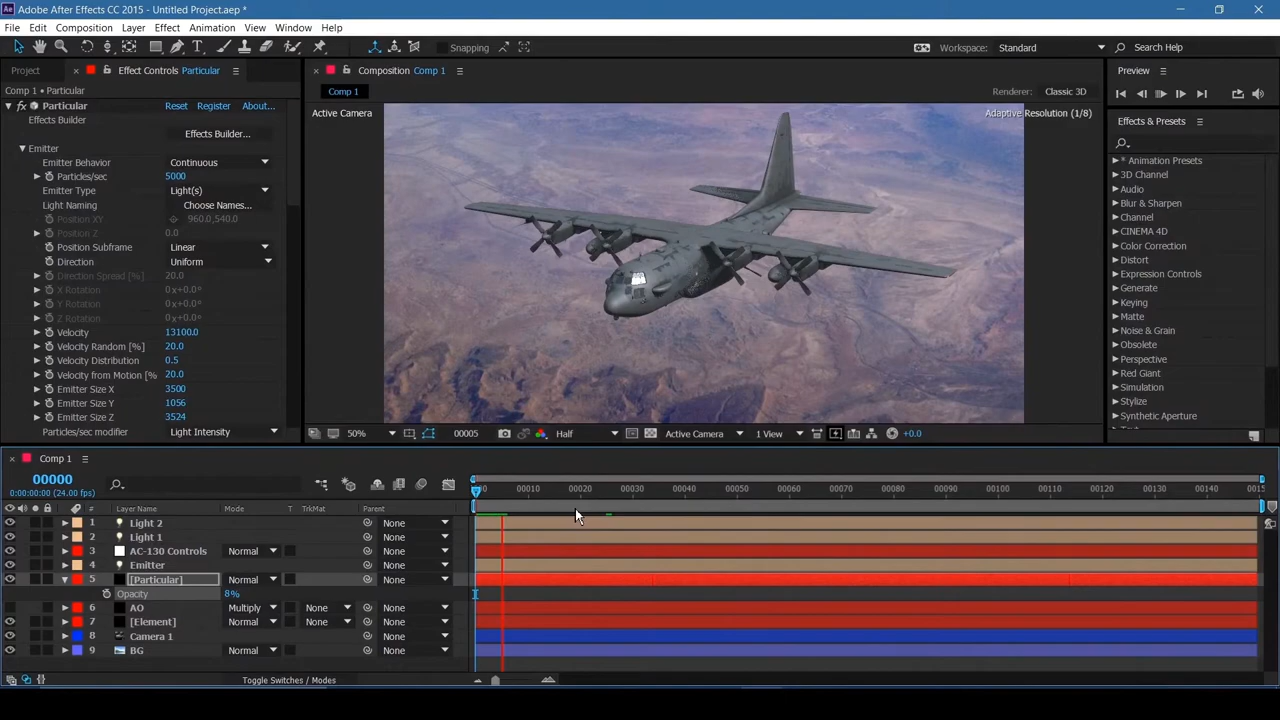 Adobe After Effects CC 2015 - Untitled Project.aep *
File Edit Composition Layer Effect Animation View Window Help
Snapping Workspace: Standard Search Help
Project Effect Controls Particular
Composition Comp 1
Preview
Comp 1 • Particular
Comp 1
Renderer: Classic 3D
Particular Reset Register About...
Active Camera
Adaptive Resolution (1/8)
Effects & Presets
Effects Builder
Effects Builder...
Emitter
Emitter Behavior Continuous
Particles/sec 5000
Emitter Type Light(s)
Light Naming Choose Names...
Position XY 960.0,540.0
Position Z 0.0
Position Subframe Linear
Direction Uniform
Direction Spread [%] 20.0
X Rotation 0x+0.0°
Y Rotation 0x+0.0°
Z Rotation 0x+0.0°
Velocity 13100.0
Velocity Random [%] 20.0
Velocity Distribution 0.5
Velocity from Motion [% 20.0
Emitter Size X 3500
Emitter Size Y 1056
Emitter Size Z 3524
Particles/sec modifier Light Intensity
* Animation Presets
3D Channel
Audio
Blur & Sharpen
Channel
CINEMA 4D
Color Correction
Distort
Expression Controls
Generate
Keying
Matte
Noise & Grain
Obsolete
Perspective
Red Giant
Simulation
Stylize
Synthetic Aperture
50% 00005 Half Active Camera 1 View +0.0
Comp 1
00000
0:00:00:00 (24.00 fps)
00 00010 00020 00030 00040 00050 00060 00070 00080 00090 00100 00110 00120 00130 00140 0015
# Layer Name Mode T TrkMat Parent
1 Light 2 None
2 Light 1 None
3 AC-130 Controls Normal None
4 Emitter None
5 [Particular] Normal None
Opacity 8%
6 AO Multiply None None
7 [Element] Normal None None
8 Camera 1 None
9 BG Normal None None
Toggle Switches / Modes